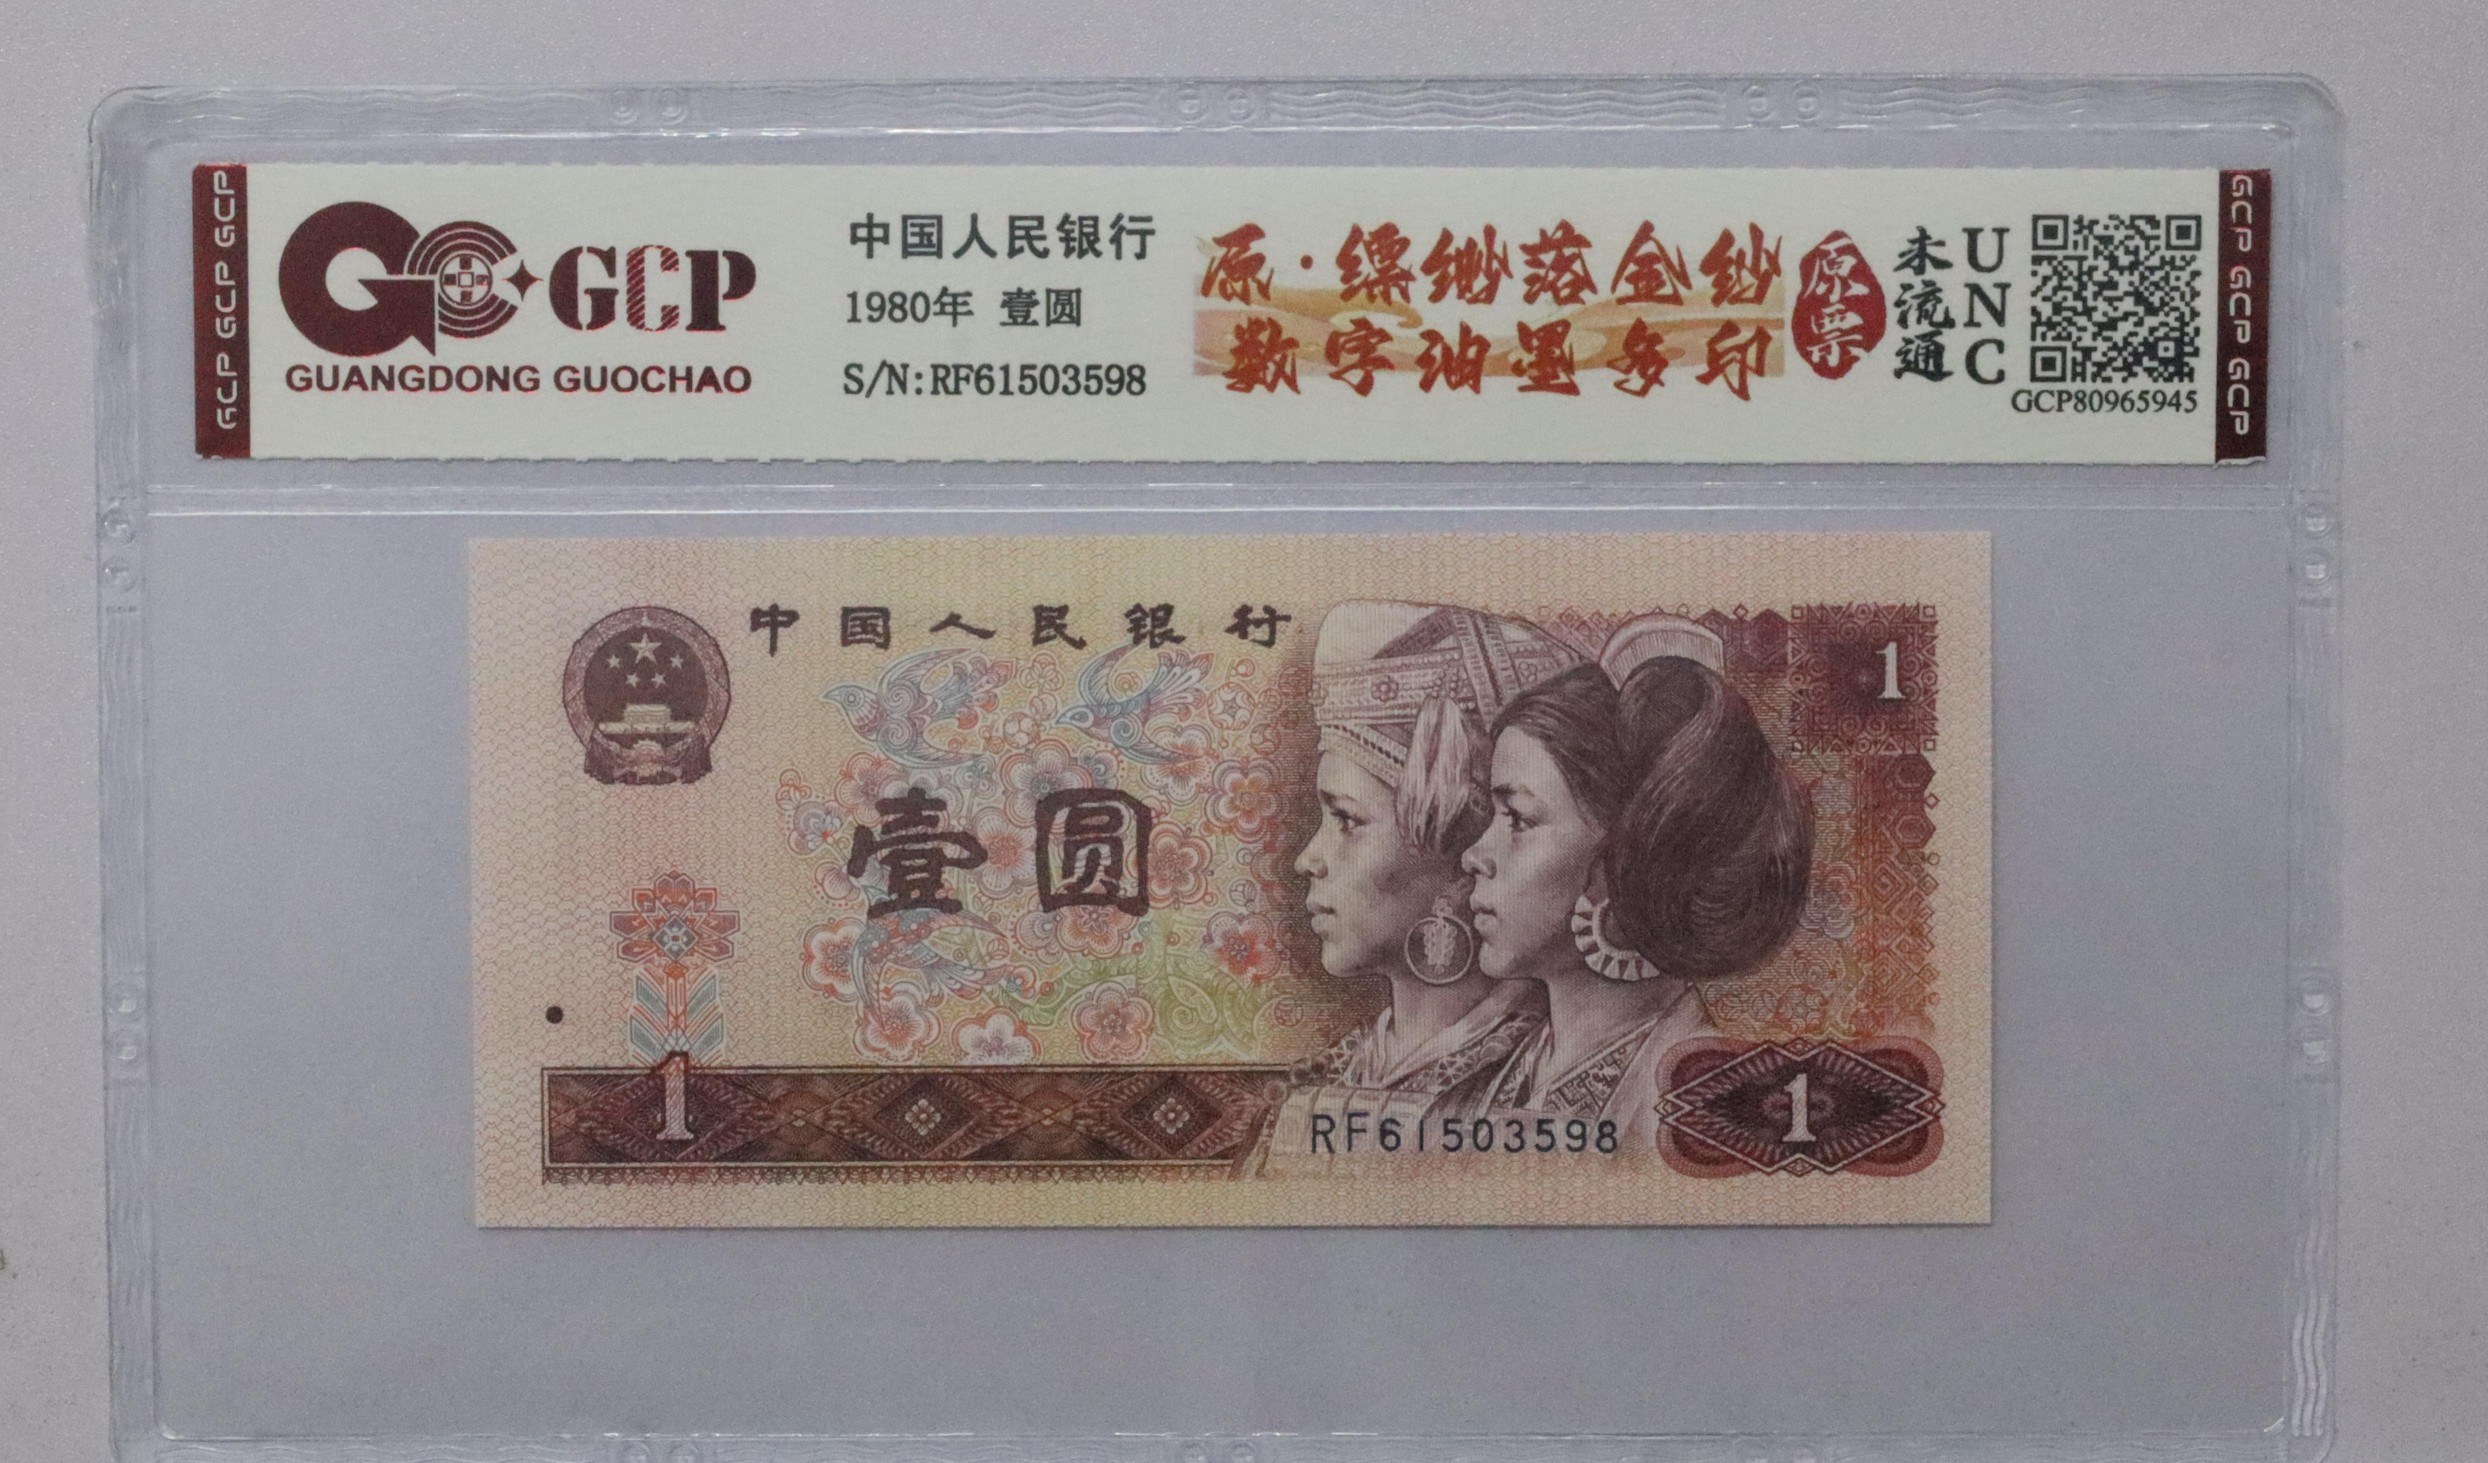 GCP GCP GCP
GCP
GUANGDONG GUOCHAO
中国人民银行
1980年 壹圆
S/N:RF61503598
原·缥缈落金纱
数字油墨多印
原票
未流通
UNC
GCP80965945
GCP GCP GCP
中国人民银行
1
壹圆
1
RF61503598
1